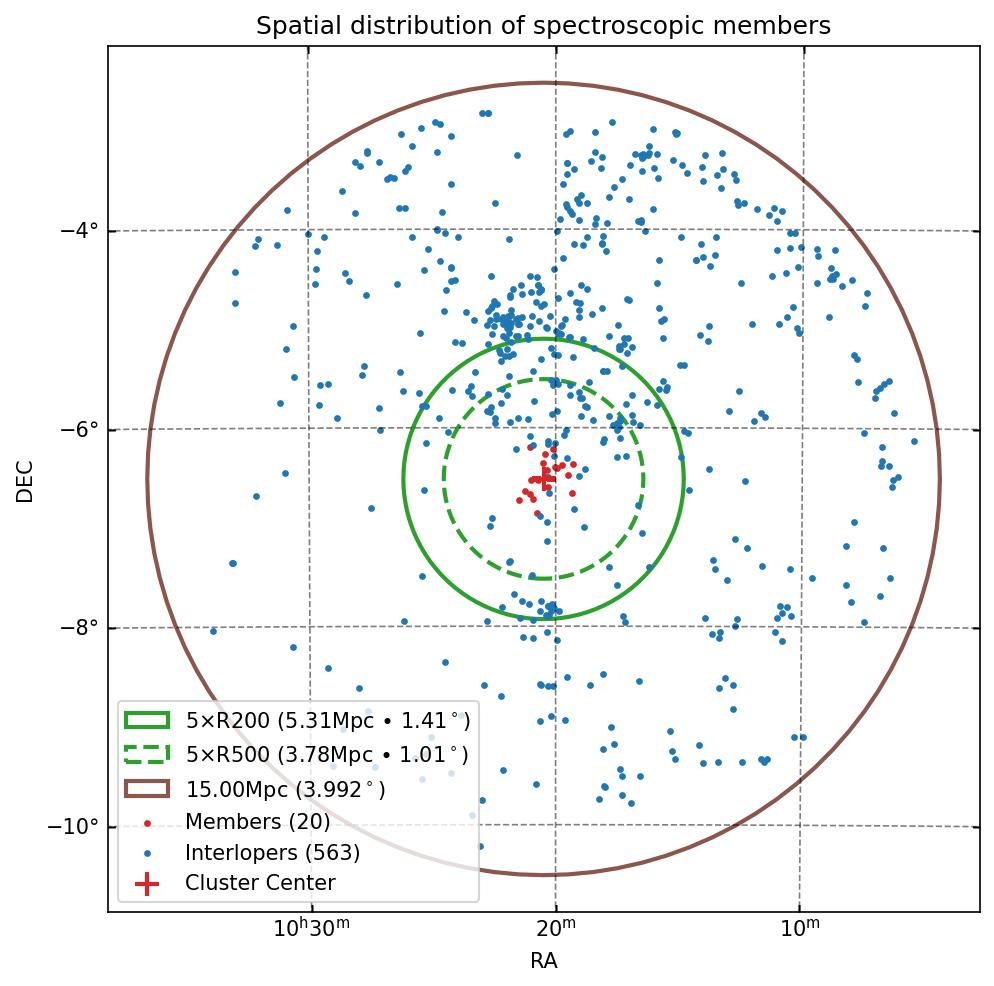 Spatial distribution of spectroscopic members
DEC
−4°
−6°
−8°
−10°
5×R200 (5.31Mpc • 1.41°)
5×R500 (3.78Mpc • 1.01°)
15.00Mpc (3.992°)
Members (20)
Interlopers (563)
Cluster Center
10ʰ30ᵐ 20ᵐ 10ᵐ
RA